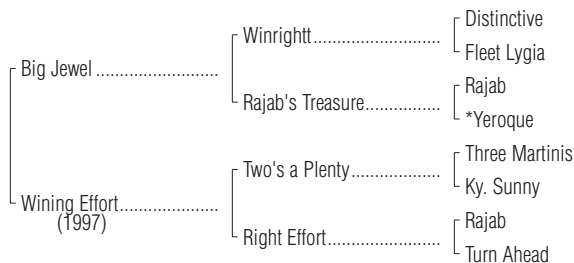 Distinctive
Winrightt
Fleet Lygia
Big Jewel
Rajab
Rajab's Treasure
*Yeroque
Three Martinis
Two's a Plenty
Ky. Sunny
Wining Effort
(1997)
Rajab
Right Effort
Turn Ahead